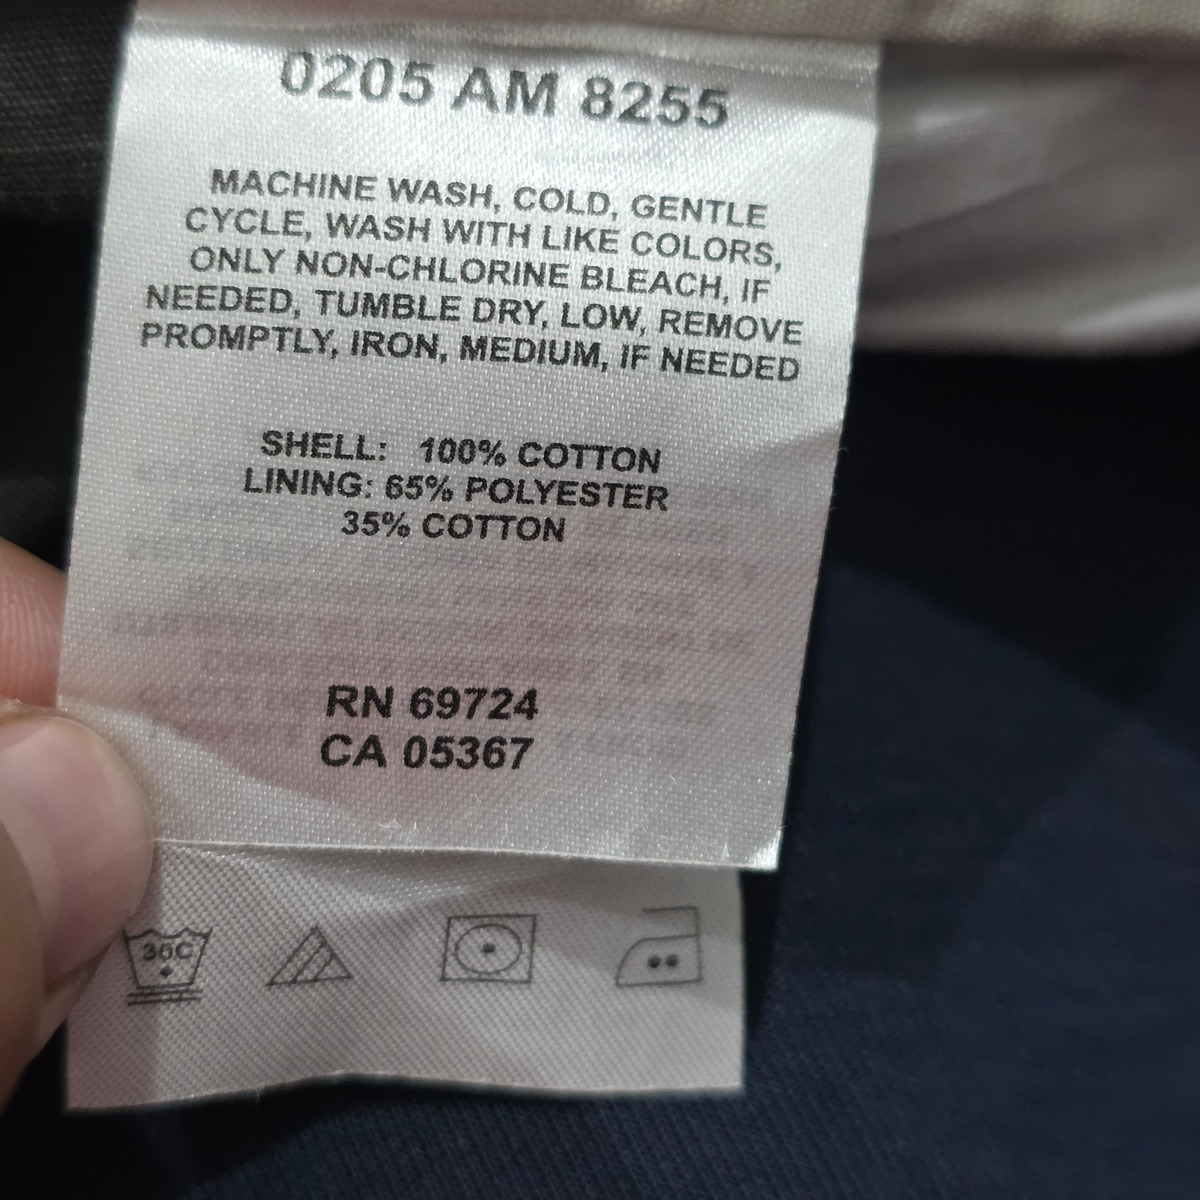 0205 AM 8255
MACHINE WASH, COLD, GENTLE
CYCLE, WASH WITH LIKE COLORS,
ONLY NON-CHLORINE BLEACH, IF
NEEDED, TUMBLE DRY, LOW, REMOVE
PROMPTLY, IRON, MEDIUM, IF NEEDED
SHELL: 100% COTTON
LINING: 65% POLYESTER
35% COTTON
RN 69724
CA 05367
30C